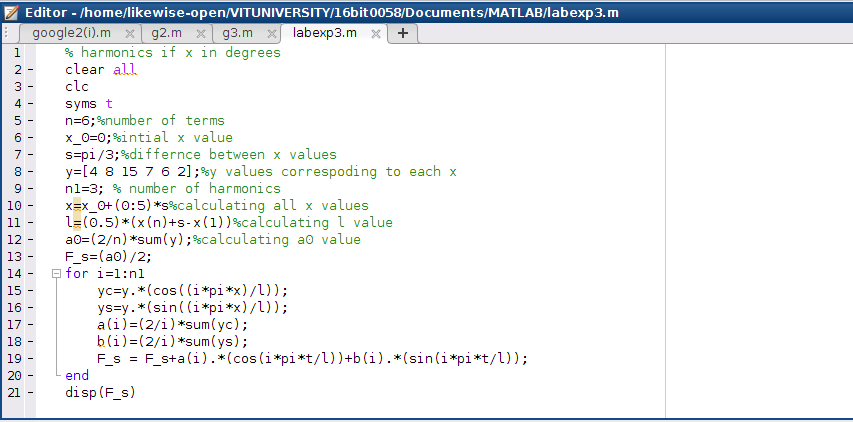 Editor - /home/likewise-open/VITUNIVERSITY/16bit0058/Documents/MATLAB/labexp3.m
google2(i).m × g2.m × g3.m × labexp3.m × +
1 % harmonics if x in degrees
2 - clear all
3 - clc
4 - syms t
5 - n=6;%number of terms
6 - x_0=0;%intial x value
7 - s=pi/3;%differnce between x values
8 - y=[4 8 15 7 6 2];%y values correspoding to each x
9 - n1=3; % number of harmonics
10 - x=x_0+(0:5)*s%calculating all x values
11 - l=(0.5)*(x(n)+s-x(1))%calculating l value
12 - a0=(2/n)*sum(y);%calculating a0 value
13 - F_s=(a0)/2;
14 - for i=1:n1
15 - yc=y.*(cos((i*pi*x)/l));
16 - ys=y.*(sin((i*pi*x)/l));
17 - a(i)=(2/i)*sum(yc);
18 - b(i)=(2/i)*sum(ys);
19 - F_s = F_s+a(i).*(cos(i*pi*t/l))+b(i).*(sin(i*pi*t/l));
20 - end
21 - disp(F_s)